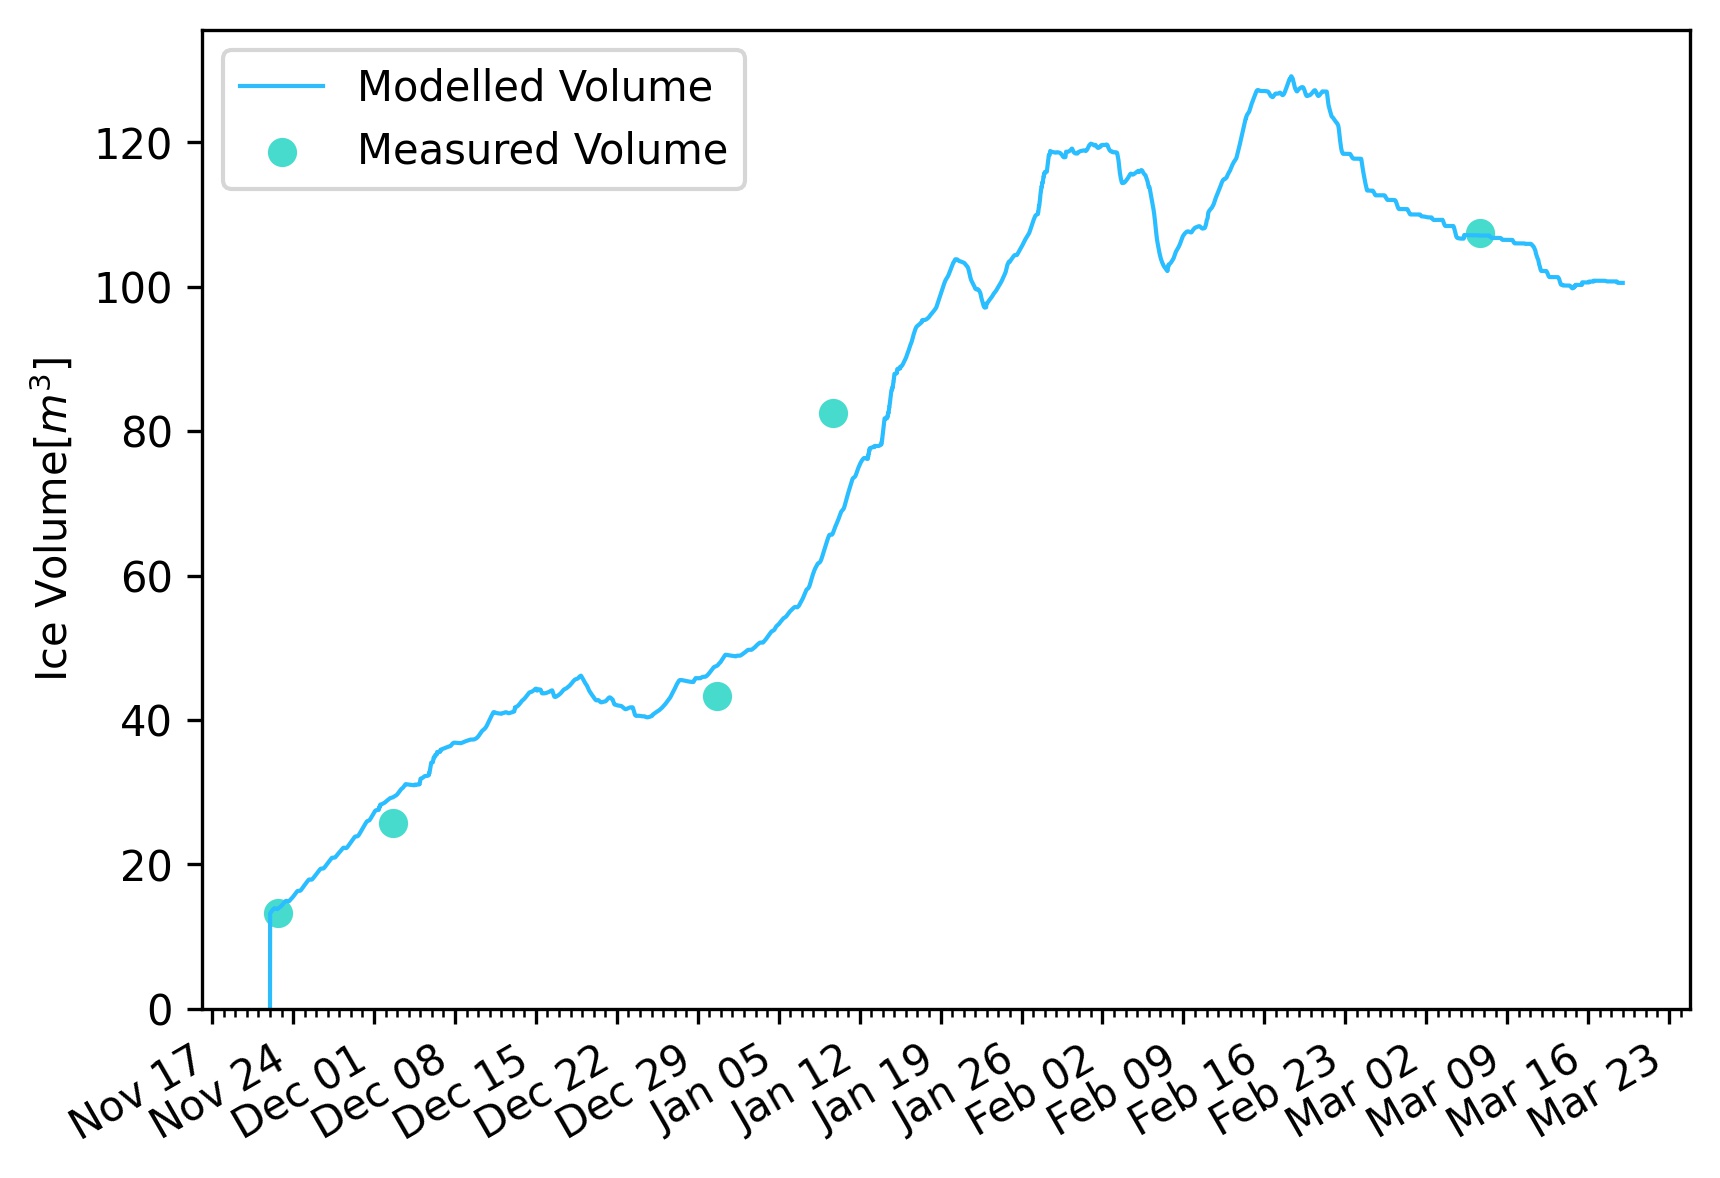 Modelled Volume
Measured Volume
120
100
80
60
40
20
0
Ice Volume[m³]
Nov 17
Nov 24
Dec 01
Dec 08
Dec 15
Dec 22
Dec 29
Jan 05
Jan 12
Jan 19
Jan 26
Feb 02
Feb 09
Feb 16
Feb 23
Mar 02
Mar 09
Mar 16
Mar 23